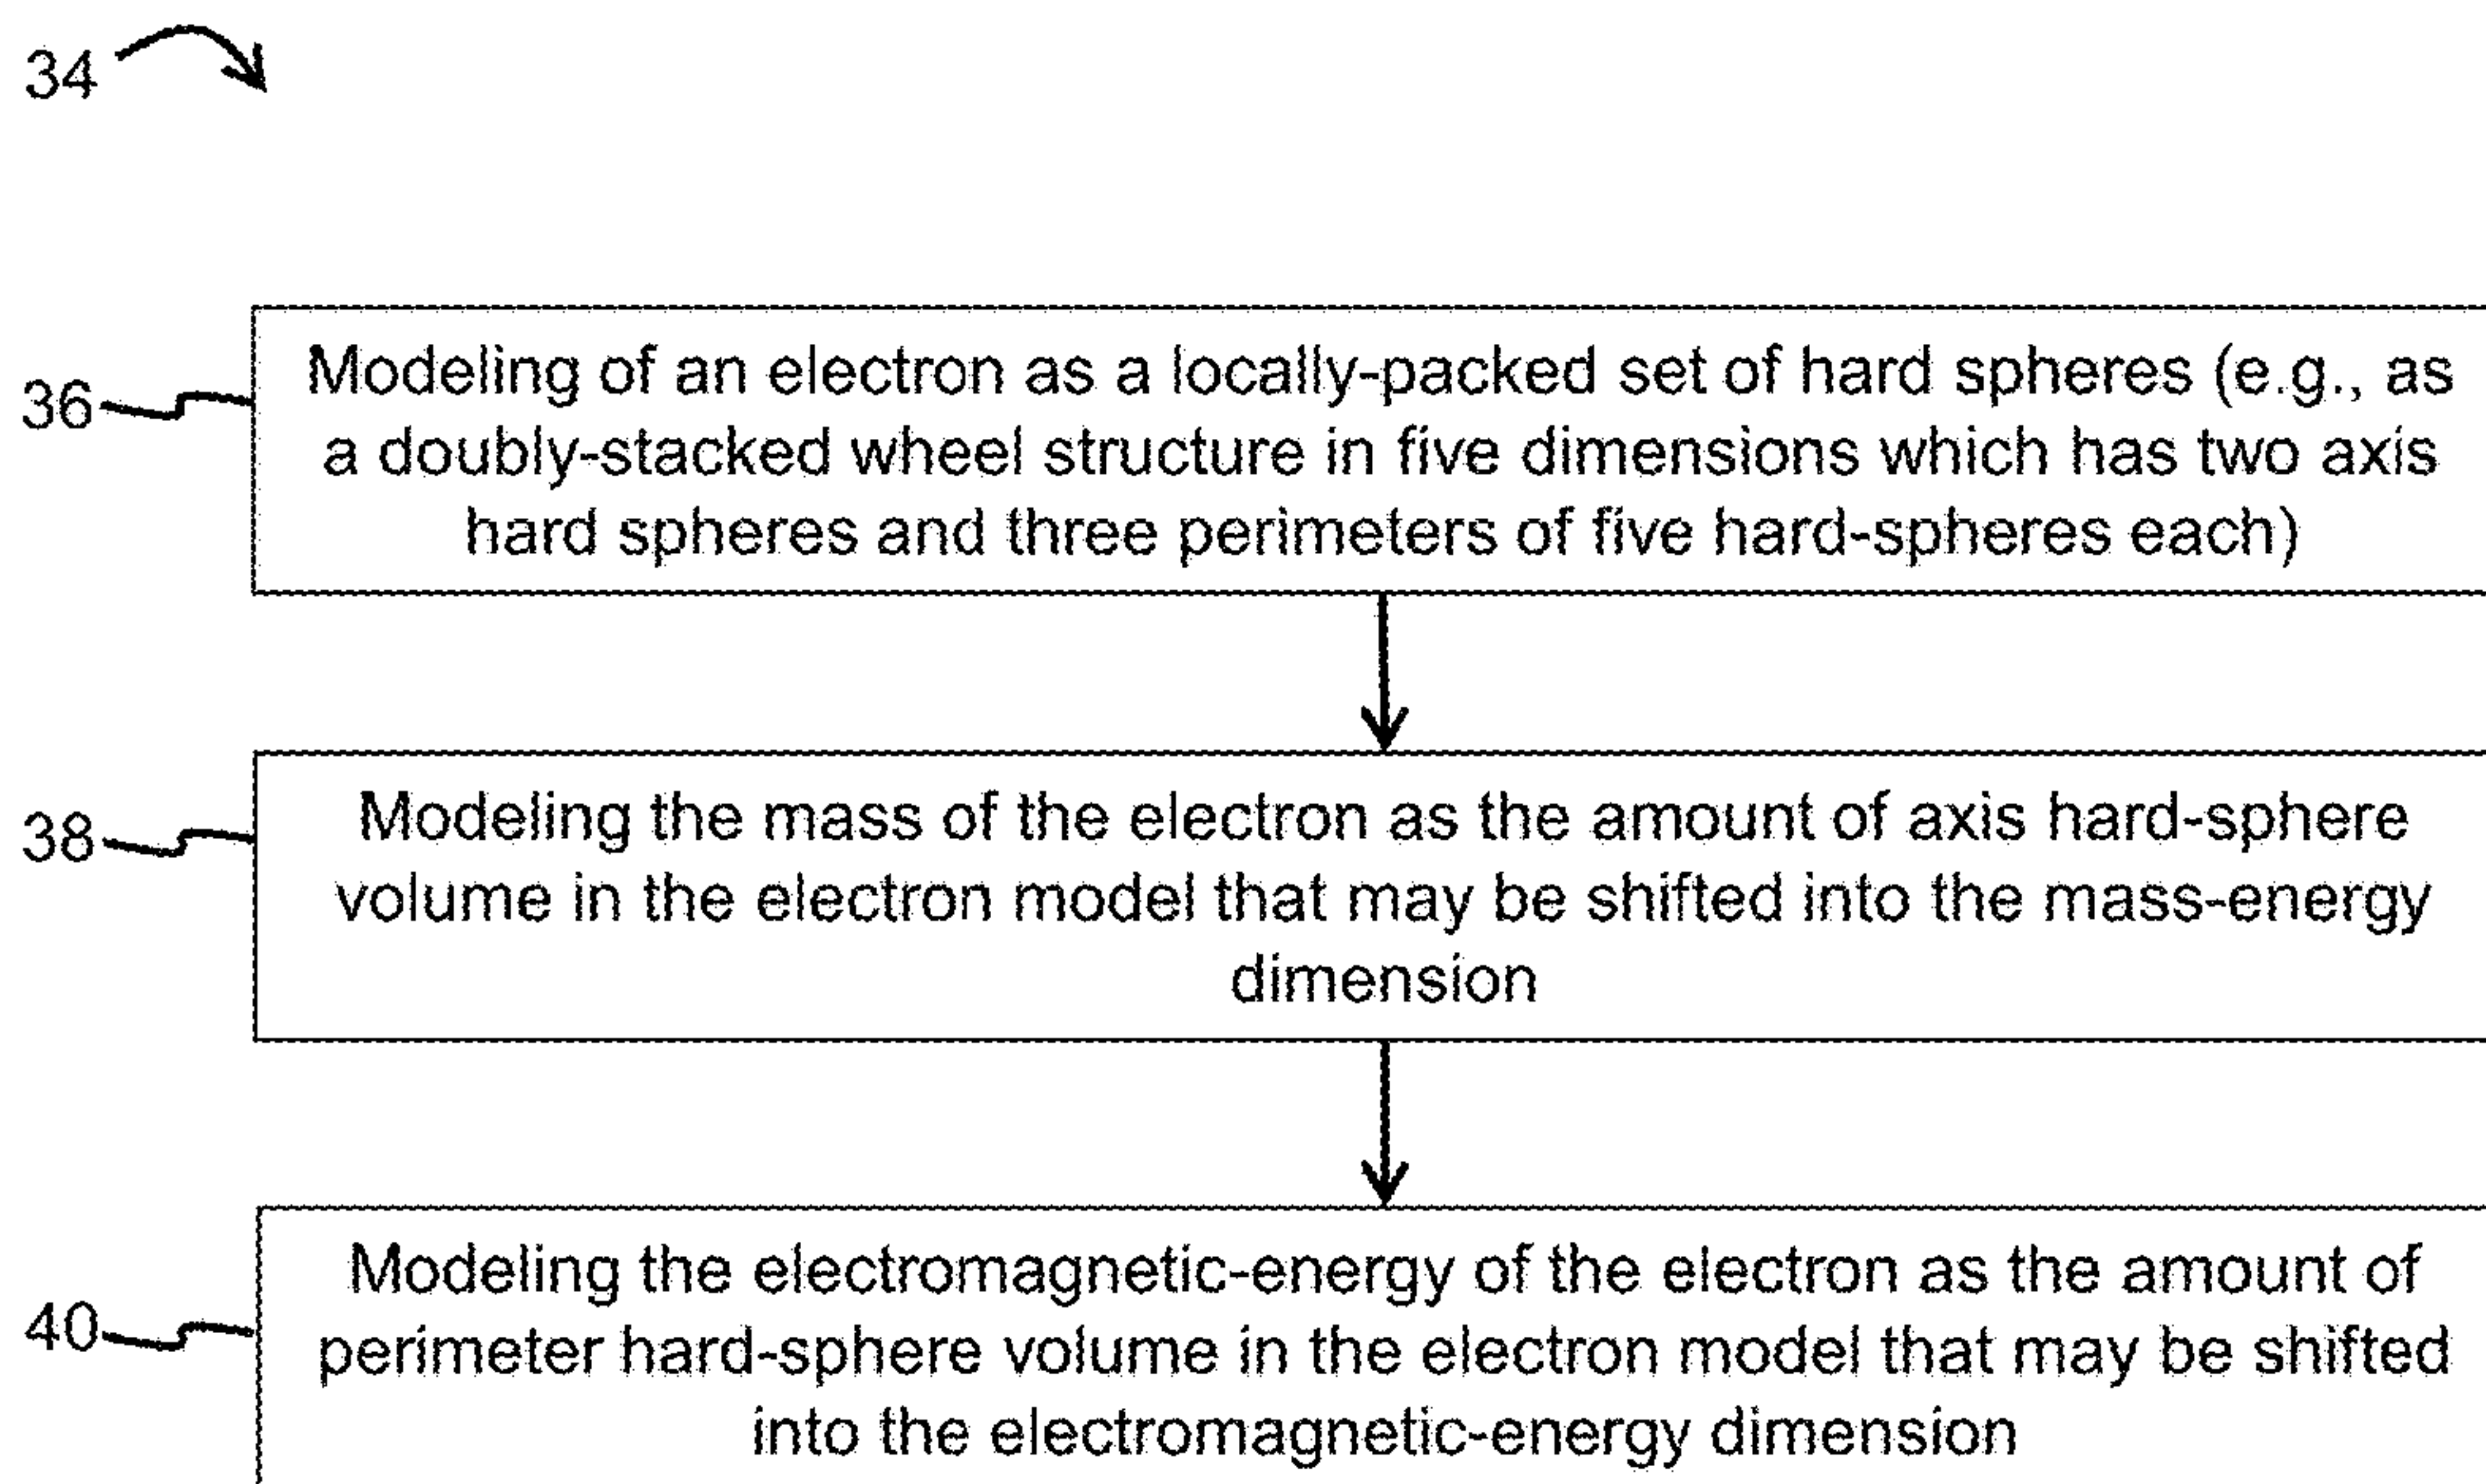 34
36
Modeling of an electron as a locally-packed set of hard spheres (e.g., as
a doubly-stacked wheel structure in five dimensions which has two axis
hard spheres and three perimeters of five hard-spheres each)
38
Modeling the mass of the electron as the amount of axis hard-sphere
volume in the electron model that may be shifted into the mass-energy
dimension
40
Modeling the electromagnetic-energy of the electron as the amount of
perimeter hard-sphere volume in the electron model that may be shifted
into the electromagnetic-energy dimension